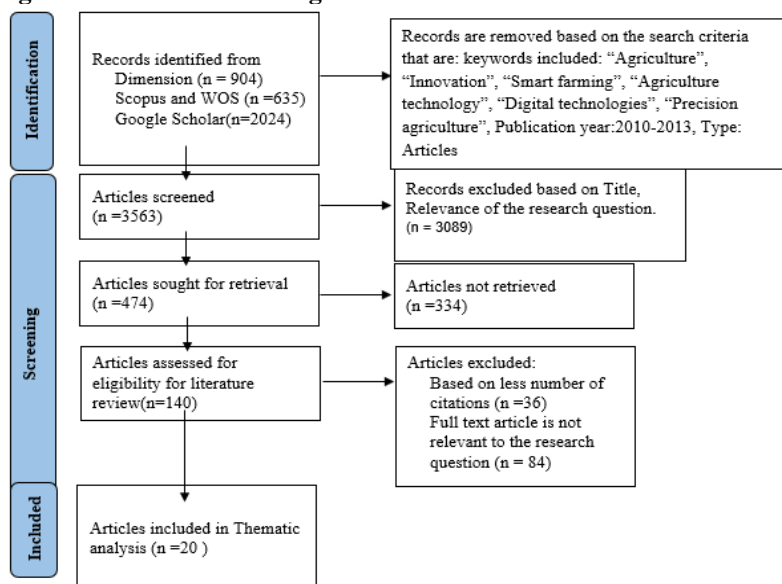 Identification
Records identified from
Dimension (n = 904)
Scopus and WOS (n =635)
Google Scholar(n=2024)
Records are removed based on the search criteria
that are: keywords included: “Agriculture”,
“Innovation”, “Smart farming”, “Agriculture
technology”, “Digital technologies”, “Precision
agriculture”, Publication year:2010-2013, Type:
Articles
Screening
Articles screened
(n =3563)
Records excluded based on Title,
Relevance of the research question.
(n = 3089)
Articles sought for retrieval
(n =474)
Articles not retrieved
(n =334)
Articles assessed for
eligibility for literature
review(n=140)
Articles excluded:
Based on less number of
citations (n =36)
Full text article is not
relevant to the research
question (n = 84)
Included
Articles included in Thematic
analysis (n =20 )